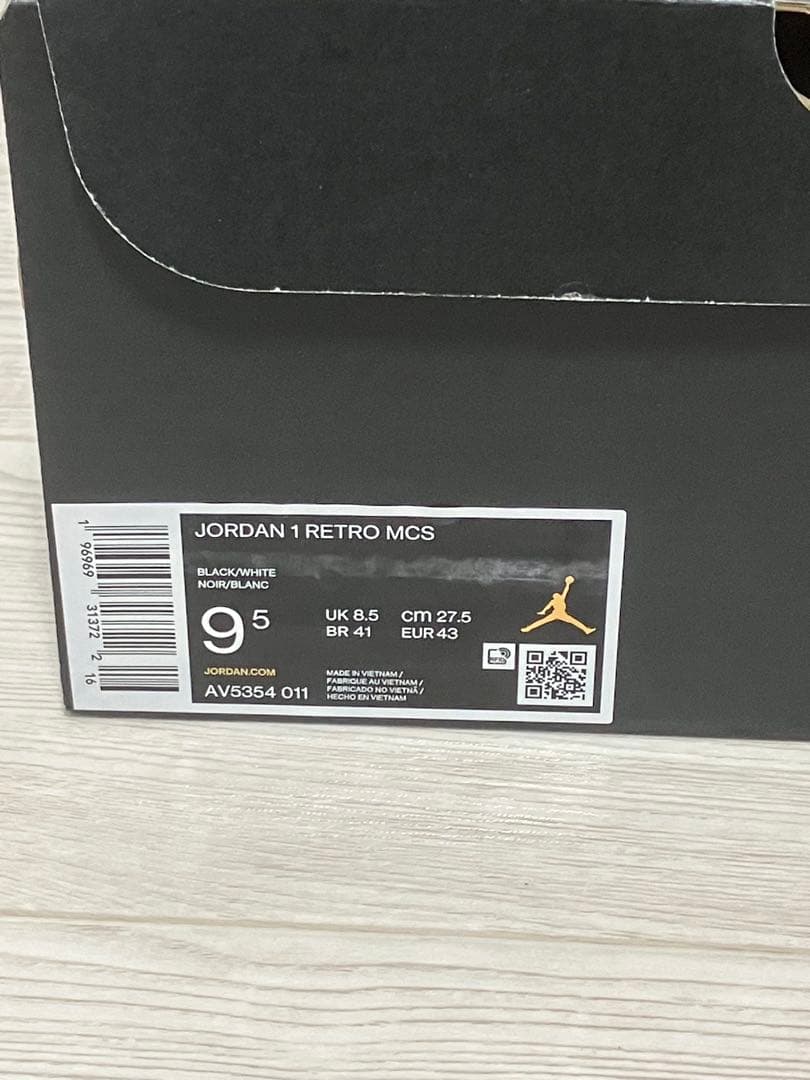 JORDAN 1 RETRO MCS
BLACK/WHITE
NOIR/BLANC
9 5
UK 8.5 cm 27.5
BR 41 EUR 43
JORDAN.COM
AV5354 011
MADE IN VIETNAM /
FABRIQUE AU VIETNAM /
FABRICADO NO VIETNÃ /
HECHO EN VIETNAM
1 96969 31372 2 16